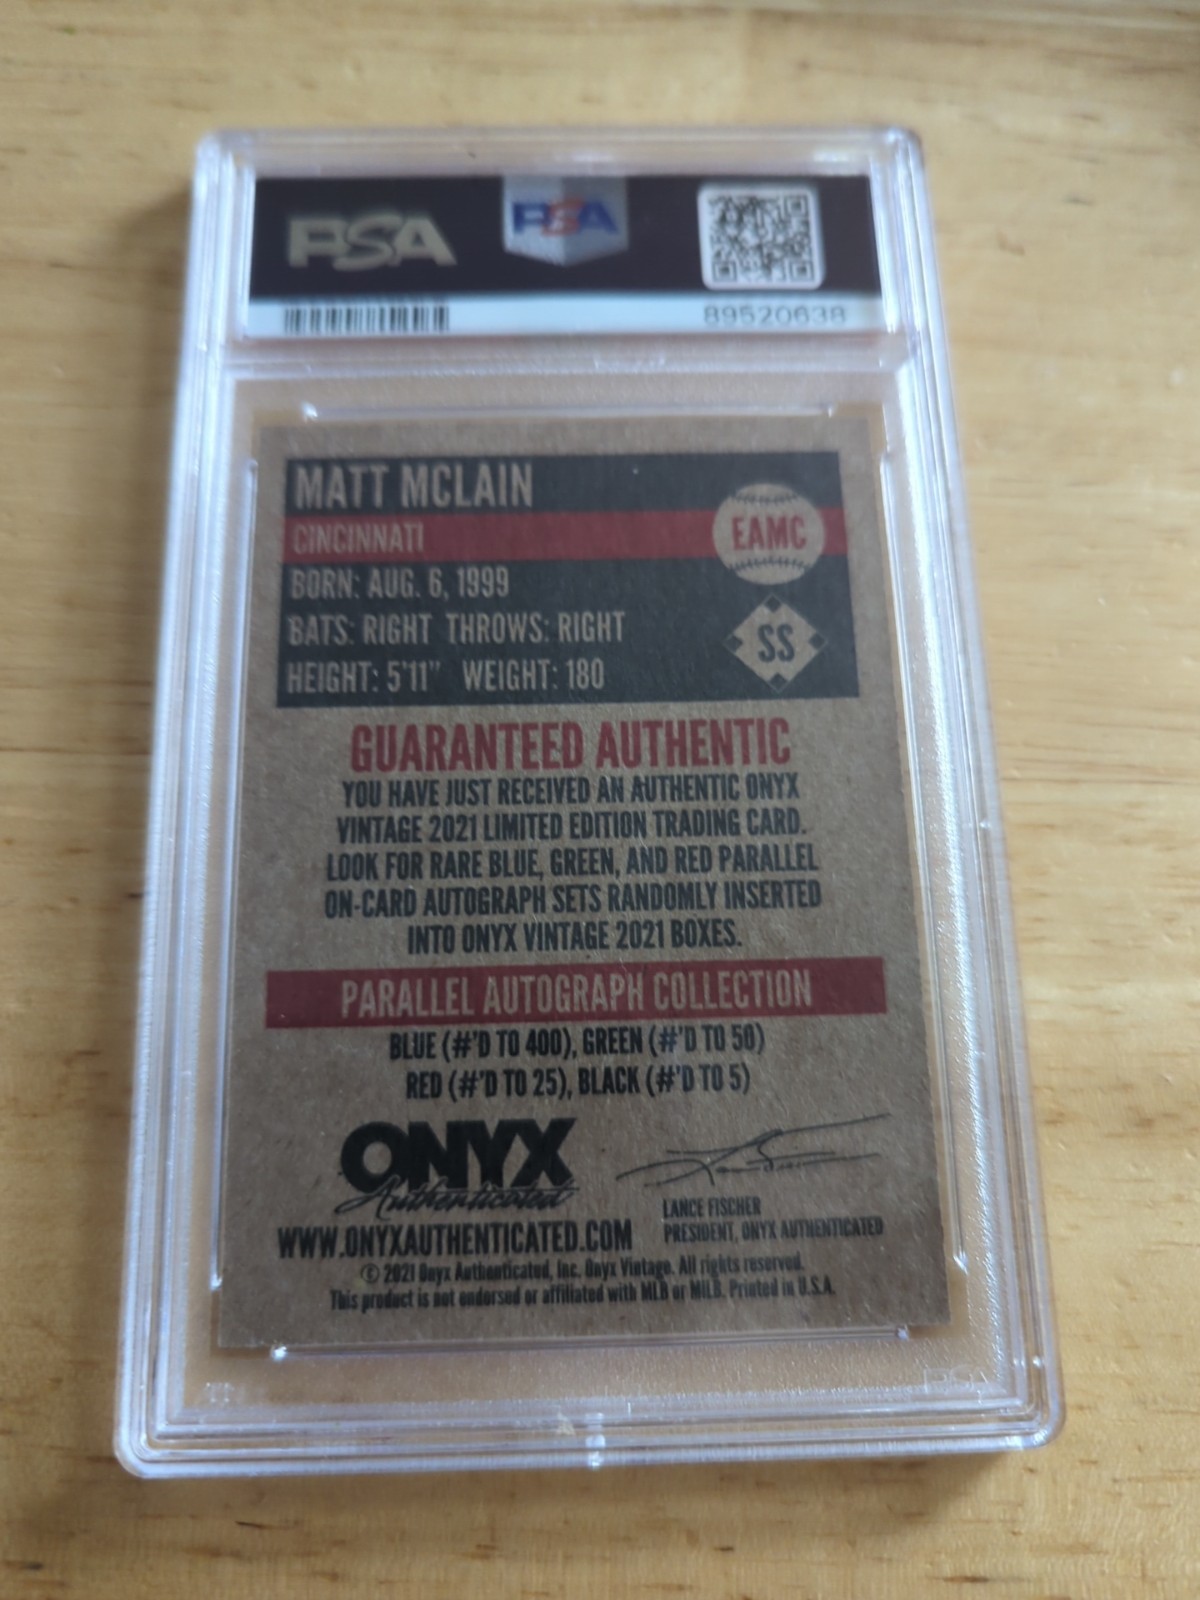 PSA
PSA
89520638
MATT MCLAIN
CINCINNATI
EAMC
BORN: AUG. 6, 1999
BATS: RIGHT THROWS: RIGHT
SS
HEIGHT: 5'11" WEIGHT: 180
GUARANTEED AUTHENTIC
YOU HAVE JUST RECEIVED AN AUTHENTIC ONYX
VINTAGE 2021 LIMITED EDITION TRADING CARD.
LOOK FOR RARE BLUE, GREEN, AND RED PARALLEL
ON-CARD AUTOGRAPH SETS RANDOMLY INSERTED
INTO ONYX VINTAGE 2021 BOXES.
PARALLEL AUTOGRAPH COLLECTION
BLUE (#'D TO 400), GREEN (#'D TO 50)
RED (#'D TO 25), BLACK (#'D TO 5)
ONYX
Authenticated
WWW.ONYXAUTHENTICATED.COM
LANCE FISCHER
PRESIDENT, ONYX AUTHENTICATED
© 2021 Onyx Authenticated, Inc. Onyx Vintage. All rights reserved.
This product is not endorsed or affiliated with MLB or MILB. Printed in U.S.A.